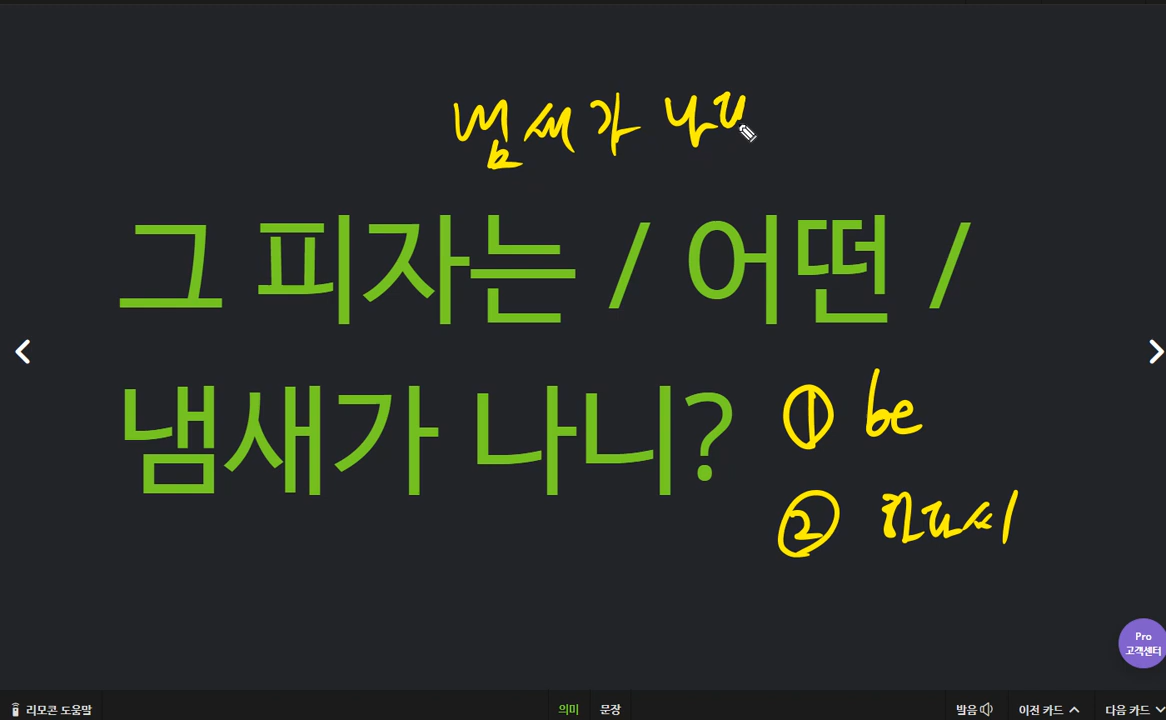 냄새가 나니
그 피자는 / 어떤 /
냄새가 나니?
① be
②
Pro
고객센터
리모콘 도움말
의미
문장
발음
이전 카드
다음 카드